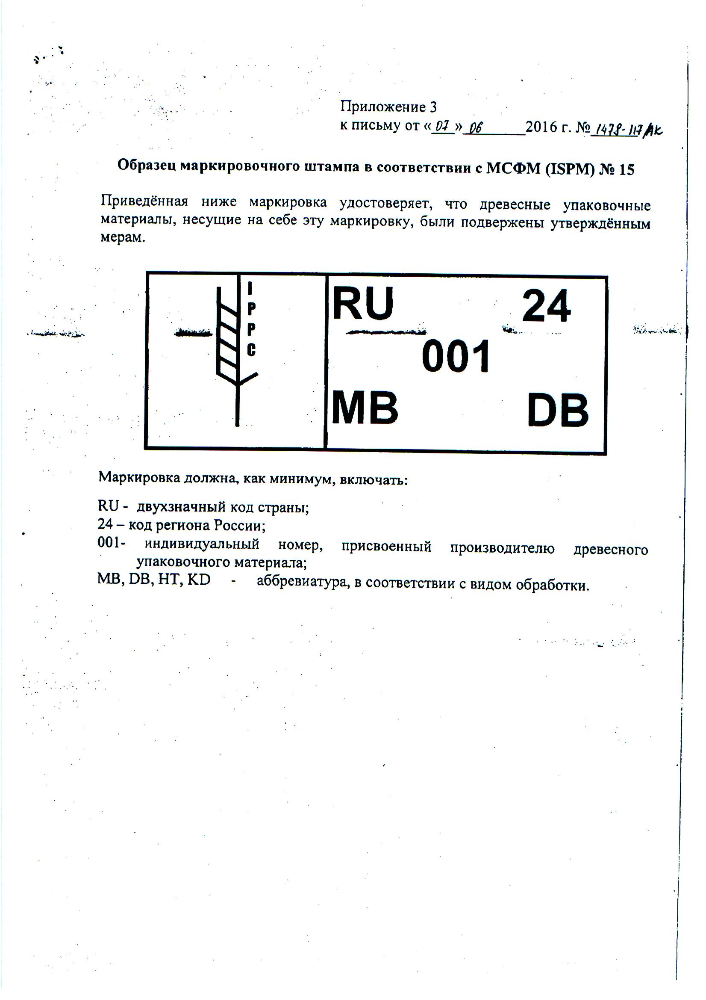 Приложение 3
к письму от «07» 06 2016 г. № 1478-117/АК
Образец маркировочного штампа в соответствии с МСФМ (ISPM) № 15
Приведённая ниже маркировка удостоверяет, что древесные упаковочные
материалы, несущие на себе эту маркировку, были подвержены утверждённым
мерам.
IPPC
RU 24
001
MB DB
Маркировка должна, как минимум, включать:
RU - двухзначный код страны;
24 – код региона России;
001- индивидуальный номер, присвоенный производителю древесного
упаковочного материала;
MB, DB, HT, KD - аббревиатура, в соответствии с видом обработки.